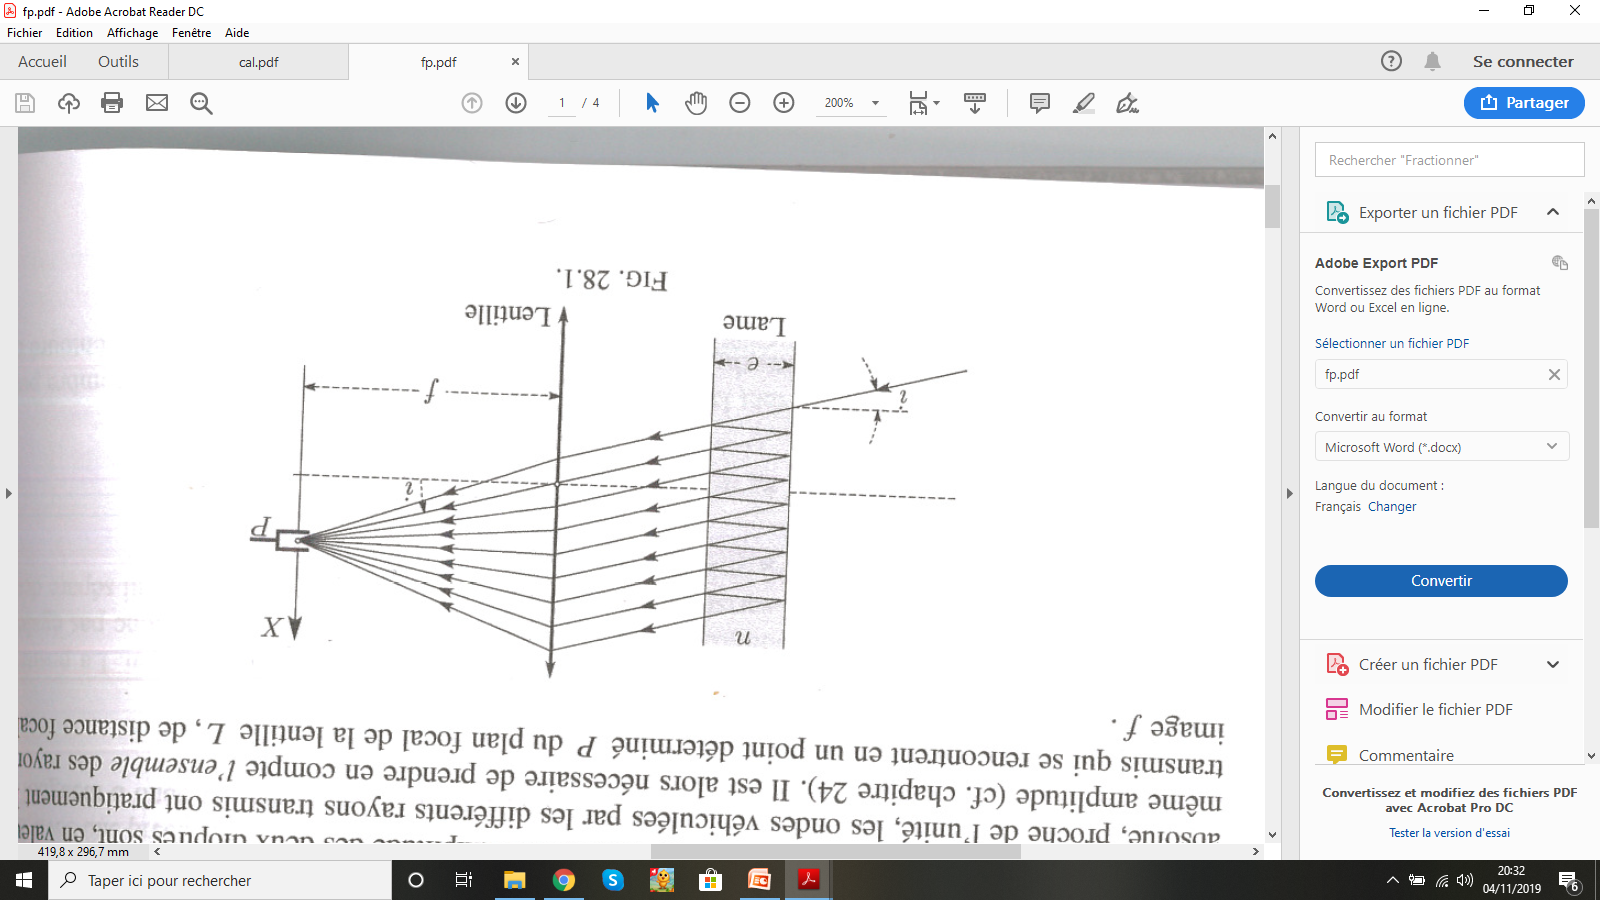 fp.pdf - Adobe Acrobat Reader DC
Fichier Edition Affichage Fenêtre Aide
Accueil Outils cal.pdf fp.pdf ×
1 / 4 200%
Se connecter
Partager
absolue, proche de l'unité, les ondes véhiculées par les différents rayons transmis ont pratiquement
même amplitude (cf. chapitre 24). Il est alors nécessaire de prendre en compte l'ensemble des
transmis qui se rencontrent en un point déterminé P du plan focal de la lentille L, de distance
image f.
n
X
P
i
i
f
e
Lame
Lentille
FIG. 28.1.
419,8 x 296,7 mm
Rechercher "Fractionner"
Exporter un fichier PDF
Adobe Export PDF
Convertissez des fichiers PDF au format
Word ou Excel en ligne.
Sélectionner un fichier PDF
fp.pdf
Convertir au format
Microsoft Word (*.docx)
Langue du document :
Français Changer
Convertir
Créer un fichier PDF
Modifier le fichier PDF
Commentaire
Convertissez et modifiez des fichiers PDF
avec Acrobat Pro DC
Tester la version d'essai
Taper ici pour rechercher
20:32
04/11/2019
6